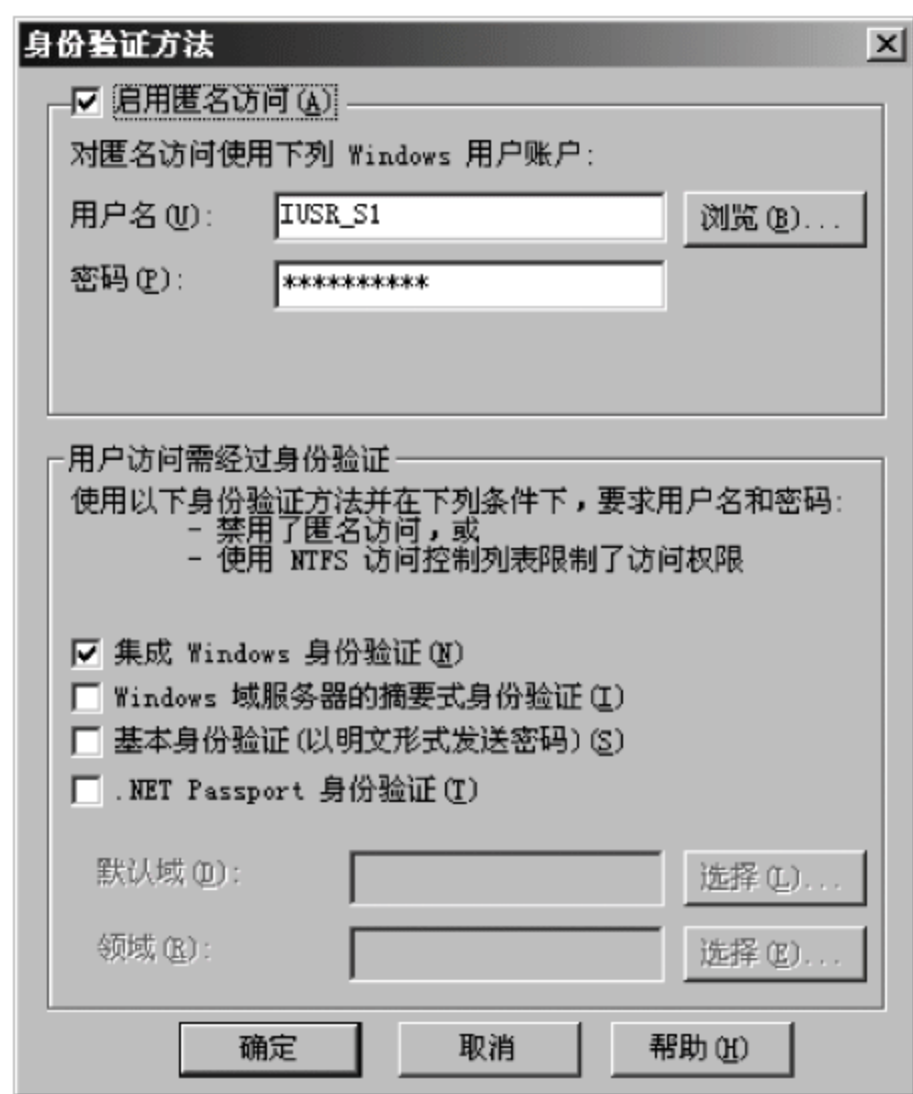 身份验证方法
启用匿名访问(A)
对匿名访问使用下列 Windows 用户账户:
用户名(U): IUSR_S1 浏览(B)...
密码(P): **********
用户访问需经过身份验证
使用以下身份验证方法并在下列条件下，要求用户名和密码:
- 禁用了匿名访问，或
- 使用 NTFS 访问控制列表限制了访问权限
集成 Windows 身份验证(N)
Windows 域服务器的摘要式身份验证(I)
基本身份验证(以明文形式发送密码)(S)
.NET Passport 身份验证(T)
默认域(D): 选择(L)...
领域(R): 选择(E)...
确定 取消 帮助(H)